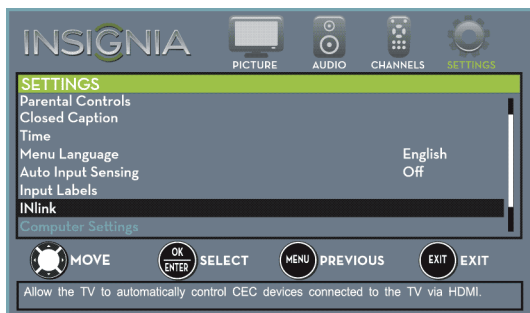 INSIGNIA
PICTURE AUDIO CHANNELS SETTINGS
SETTINGS
Parental Controls
Closed Caption
Time
Menu Language English
Auto Input Sensing Off
Input Labels
INlink
Computer Settings
MOVE OK ENTER SELECT MENU PREVIOUS EXIT EXIT
Allow the TV to automatically control CEC devices connected to the TV via HDMI.